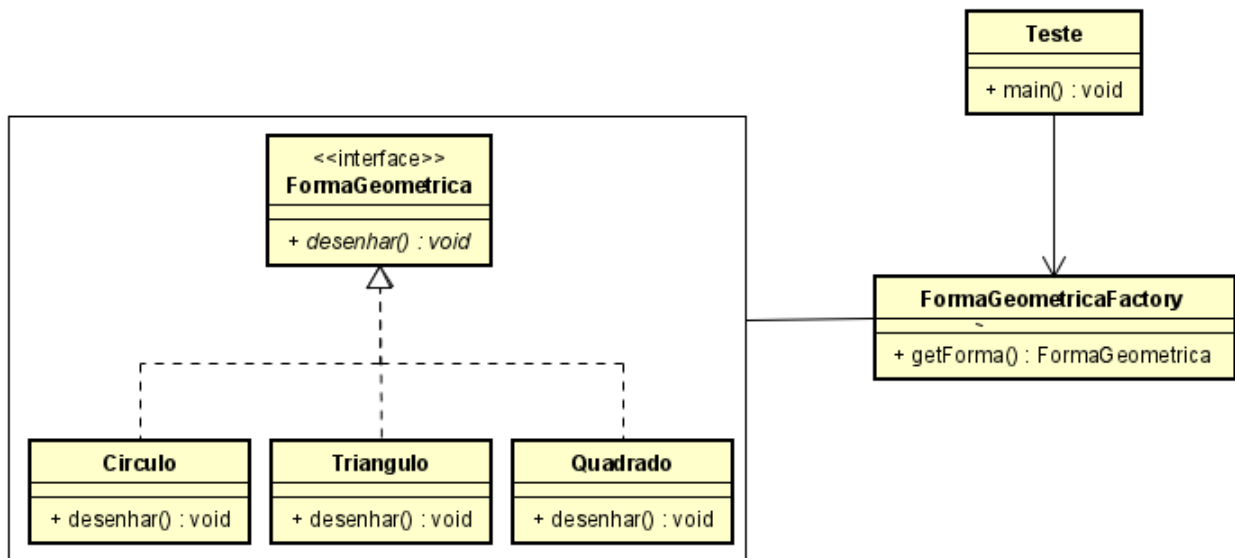 Teste
+ main() : void
<<interface>>
FormaGeometrica
+ desenhar() : void
FormaGeometricaFactory
+ getForma() : FormaGeometrica
Circulo
+ desenhar() : void
Triangulo
+ desenhar() : void
Quadrado
+ desenhar() : void